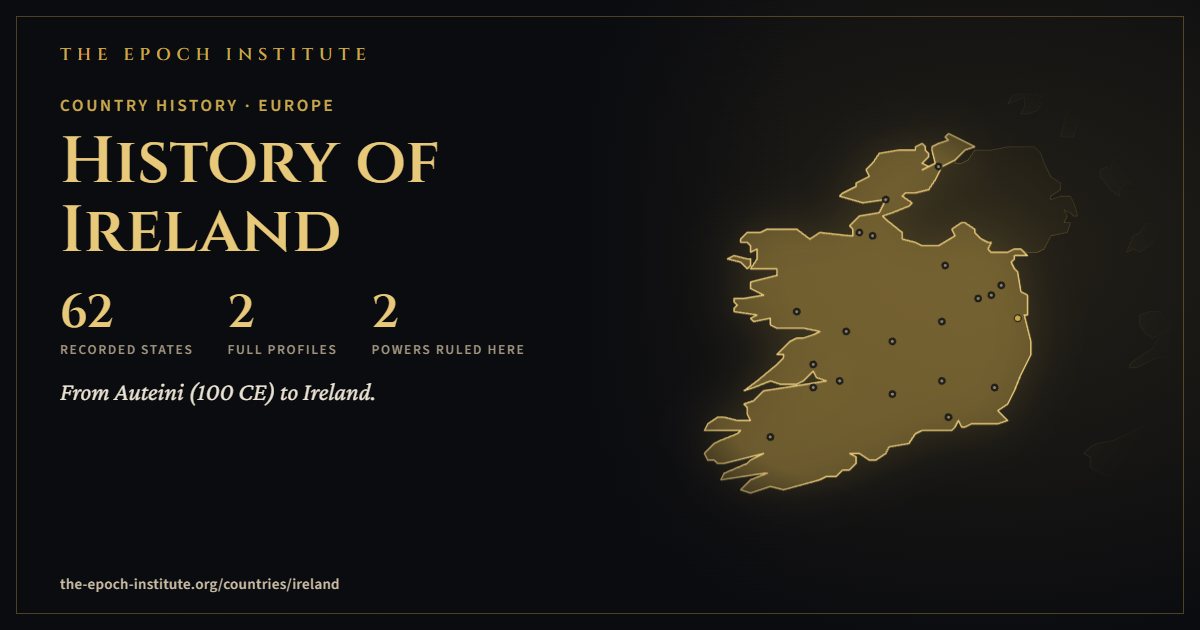 THE EPOCH INSTITUTE
COUNTRY HISTORY · EUROPE
HISTORY OF
IRELAND
62 2 2
RECORDED STATES FULL PROFILES POWERS RULED HERE
From Auteini (100 CE) to Ireland.
the-epoch-institute.org/countries/ireland